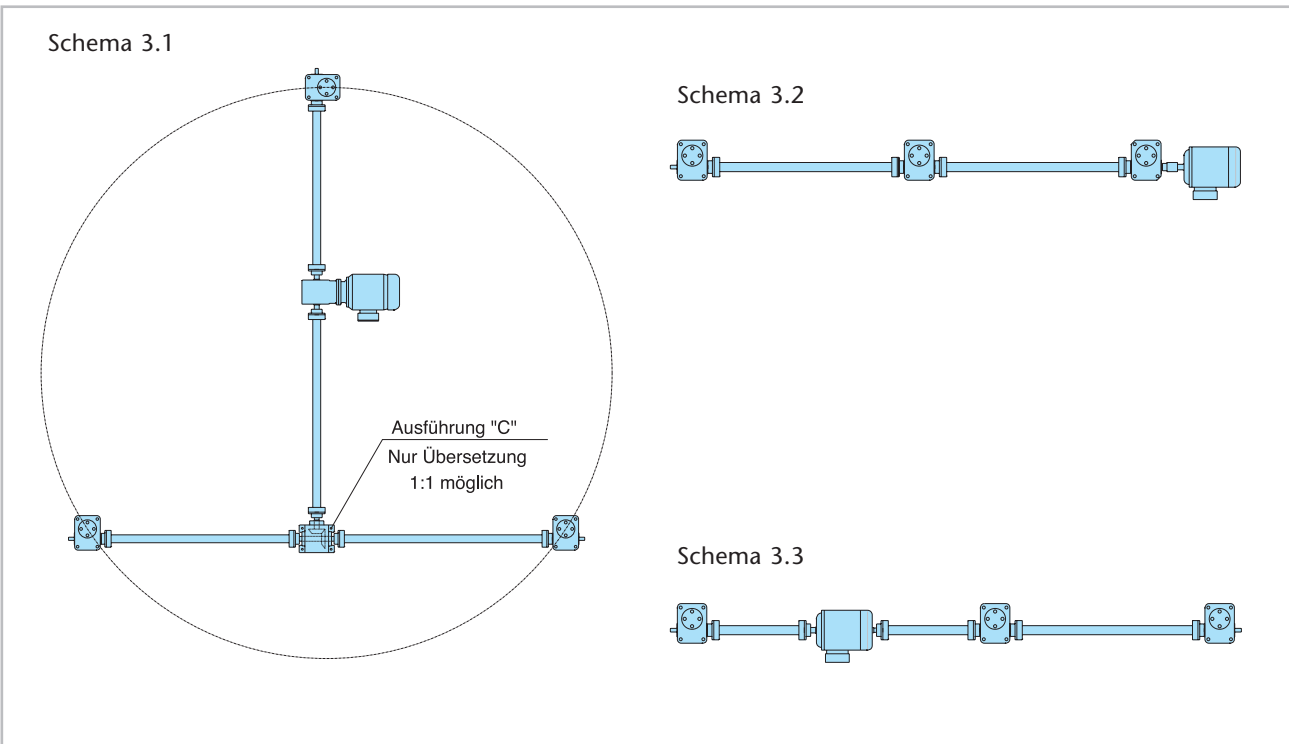 Schema 3.1
Schema 3.2
Ausführung "C"
Nur Übersetzung
1:1 möglich
Schema 3.3